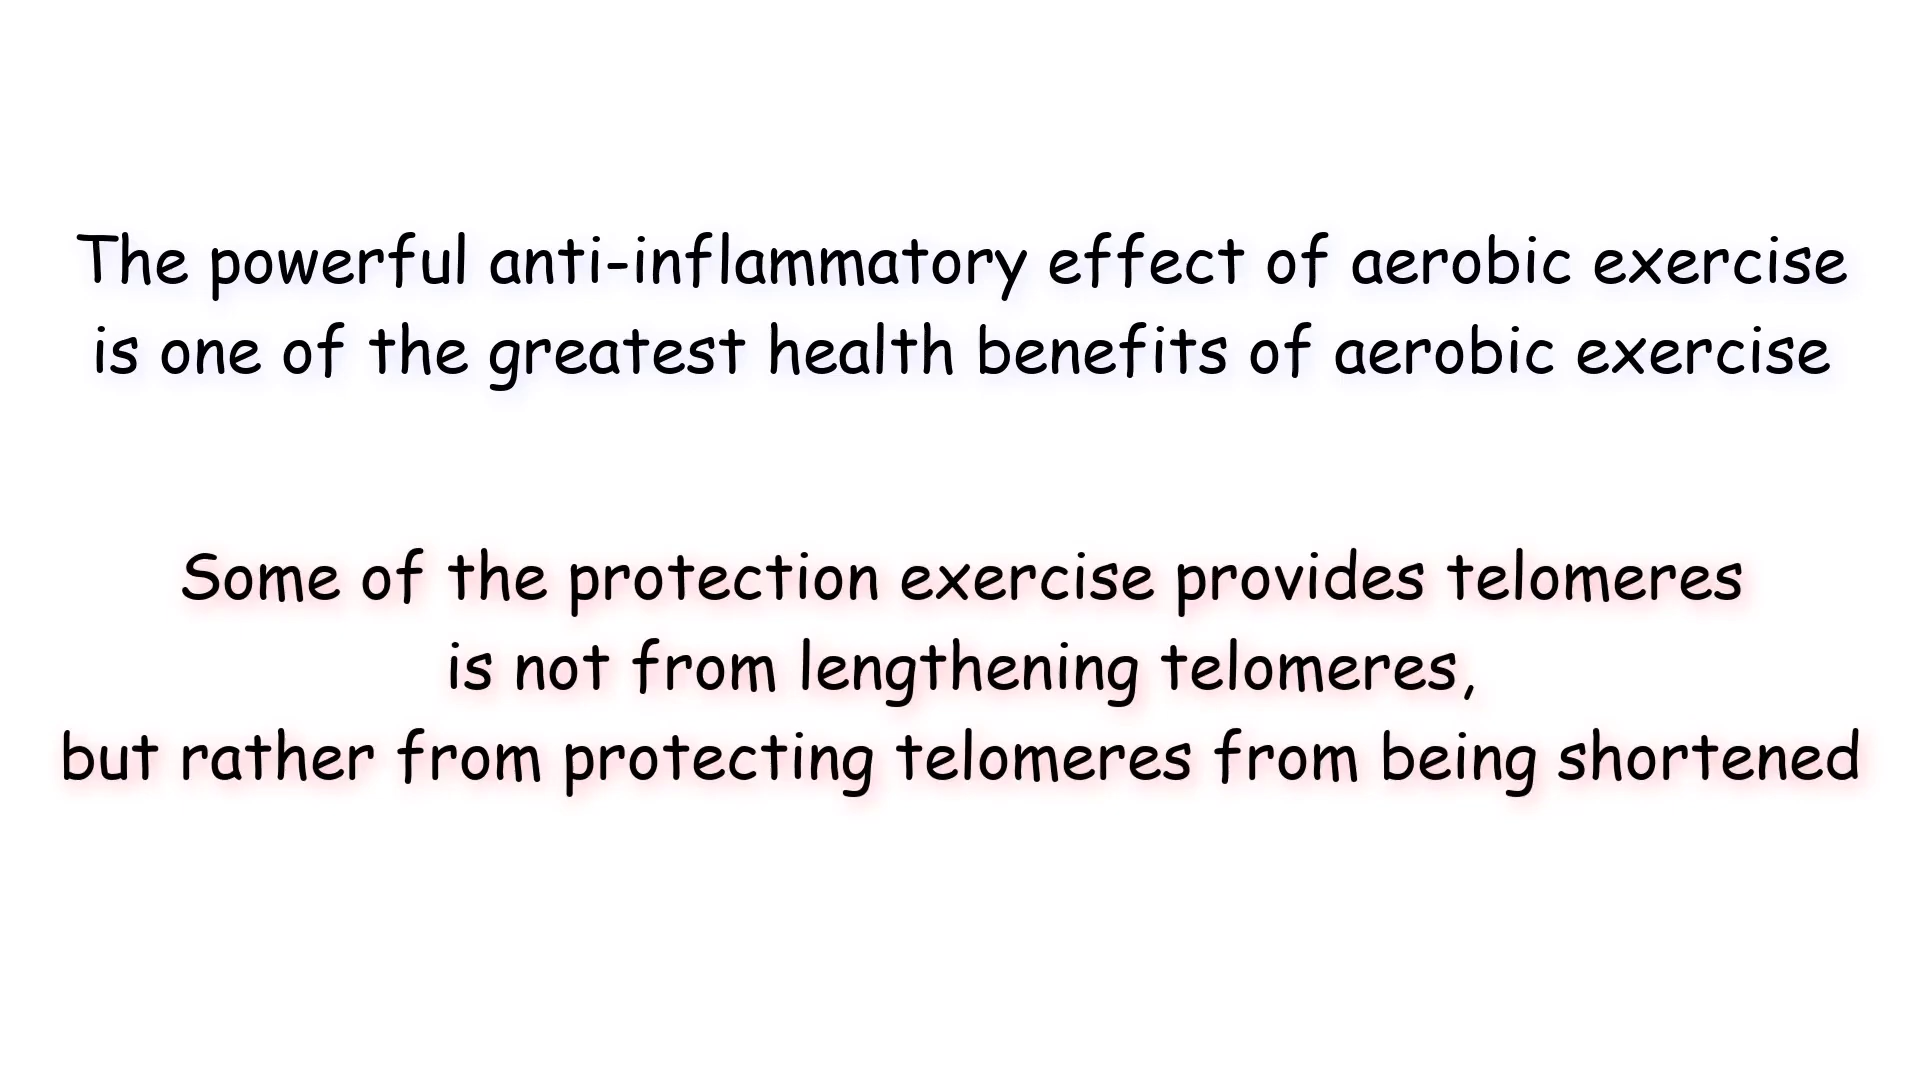 The powerful anti-inflammatory effect of aerobic exercise
is one of the greatest health benefits of aerobic exercise
Some of the protection exercise provides telomeres
is not from lengthening telomeres,
but rather from protecting telomeres from being shortened